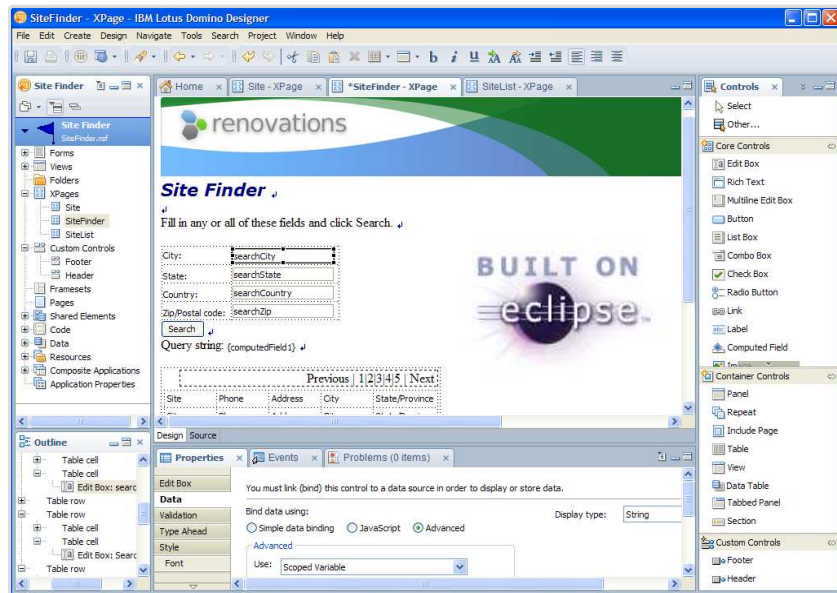 SiteFinder - XPage - IBM Lotus Domino Designer
File Edit Create Design Navigate Tools Search Project Window Help
Site Finder
Site Finder
SiteFinder.nsf
Forms
Views
Folders
XPages
Site
SiteFinder
SiteList
Custom Controls
Footer
Header
Framesets
Pages
Shared Elements
Code
Data
Resources
Composite Applications
Application Properties
Outline
Table cell
Table cell
Edit Box: searc
Table row
Table row
Table cell
Table cell
Edit Box: Searc
Table row
Home
Site - XPage
*SiteFinder - XPage
SiteList - XPage
renovations
Site Finder
Fill in any or all of these fields and click Search.
City: searchCity
State: searchState
Country: searchCountry
Zip/Postal code: searchZip
Search
Query string: {computedField1}
BUILT ON
eclipse
Previous | 1|2|3|4|5 | Next
Site Phone Address City State/Province
Design Source
Properties Events Problems (0 items)
Edit Box
Data
Validation
Type Ahead
Style
Font
You must link (bind) this control to a data source in order to display or store data.
Bind data using: Display type: String
Simple data binding JavaScript Advanced
Advanced
Use: Scoped Variable
Controls
Select
Other...
Core Controls
Edit Box
Rich Text
Multiline Edit Box
Button
List Box
Combo Box
Check Box
Radio Button
Link
Label
Computed Field
Container Controls
Panel
Repeat
Include Page
Table
View
Data Table
Tabbed Panel
Section
Custom Controls
Footer
Header